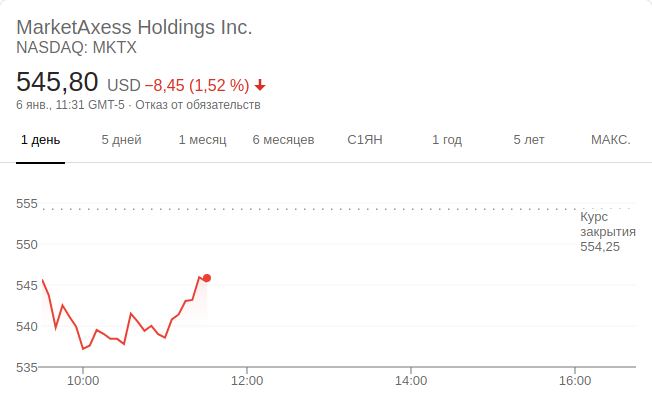 MarketAxess Holdings Inc.
NASDAQ: MKTX
545,80 USD −8,45 (1,52 %)
6 янв., 11:31 GMT-5 · Отказ от обязательств
1 день 5 дней 1 месяц 6 месяцев С1ЯН 1 год 5 лет МАКС.
555
Курс
закрытия
554,25
550
545
540
535
10:00 12:00 14:00 16:00